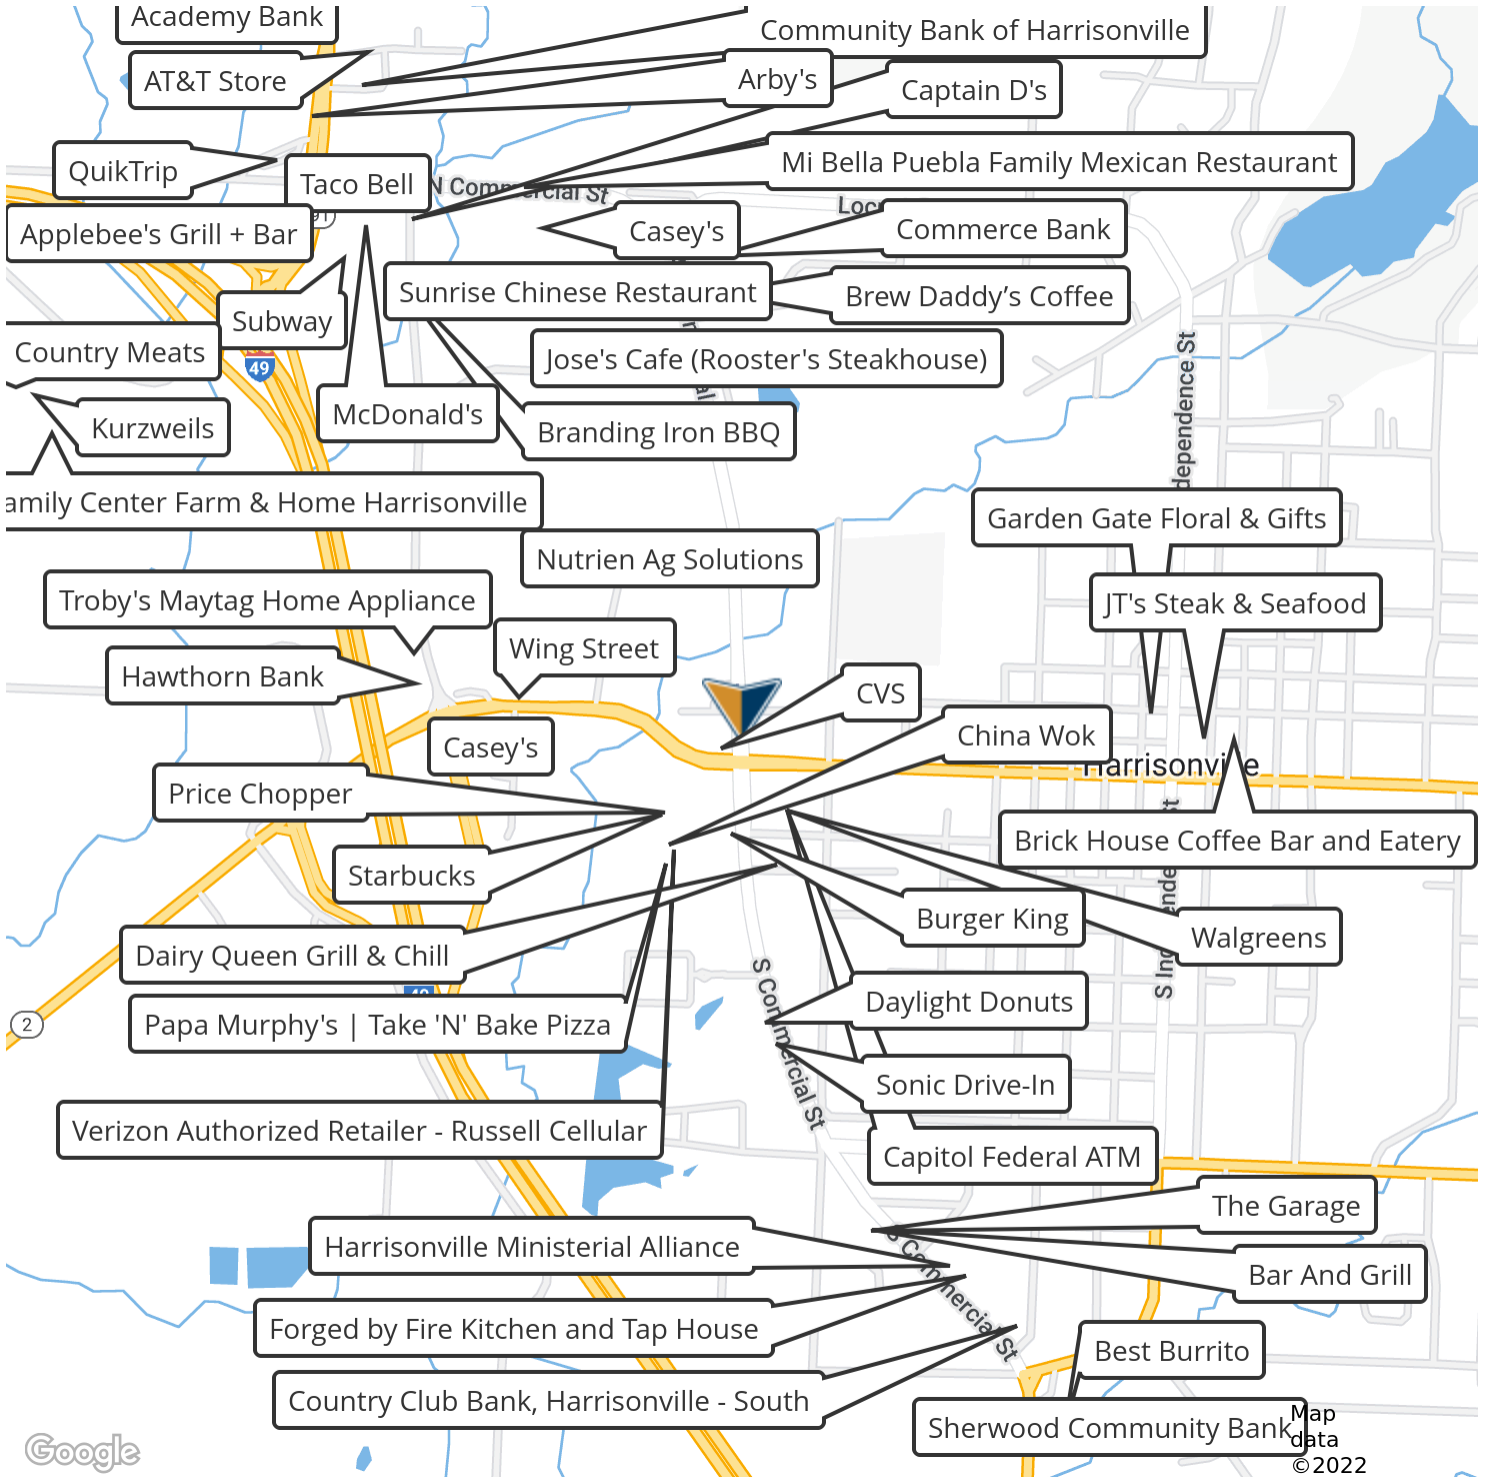 Academy Bank
Community Bank of Harrisonville
AT&T Store
Arby's
Captain D's
QuikTrip
Mi Bella Puebla Family Mexican Restaurant
Taco Bell
N Commercial St
Applebee's Grill + Bar
Casey's
Commerce Bank
Sunrise Chinese Restaurant
Brew Daddy’s Coffee
Subway
Country Meats
49
Jose's Cafe (Rooster's Steakhouse)
McDonald's
Kurzweils
Branding Iron BBQ
amily Center Farm & Home Harrisonville
Garden Gate Floral & Gifts
Nutrien Ag Solutions
Troby's Maytag Home Appliance
JT's Steak & Seafood
Wing Street
Hawthorn Bank
CVS
China Wok
Casey's
Harrisonville
Price Chopper
Brick House Coffee Bar and Eatery
Starbucks
Burger King
Walgreens
Dairy Queen Grill & Chill
Daylight Donuts
2
Papa Murphy's | Take 'N' Bake Pizza
S Commercial St
Sonic Drive-In
Verizon Authorized Retailer - Russell Cellular
Capitol Federal ATM
The Garage
Harrisonville Ministerial Alliance
S Commercial St
Bar And Grill
Forged by Fire Kitchen and Tap House
Best Burrito
Country Club Bank, Harrisonville - South
Sherwood Community Bank
Map
data
©2022
Google